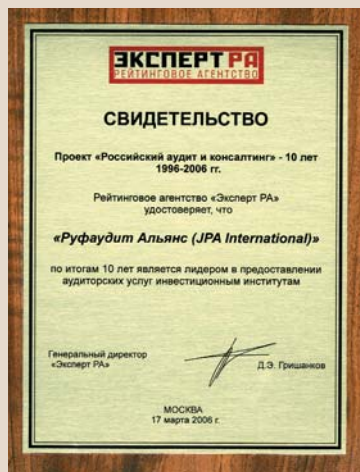 ЭКСПЕРТ РА
РЕЙТИНГОВОЕ АГЕНТСТВО
СВИДЕТЕЛЬСТВО
Проект «Российский аудит и консалтинг» - 10 лет
1996-2006 гг.
Рейтинговое агентство «Эксперт РА»
удостоверяет, что
«Руфаудит Альянс (JPA International)»
по итогам 10 лет является лидером в предоставлении
аудиторских услуг инвестиционным институтам
Генеральный директор
«Эксперт РА»
Д.Э. Гришанков
МОСКВА
17 марта 2006 г.